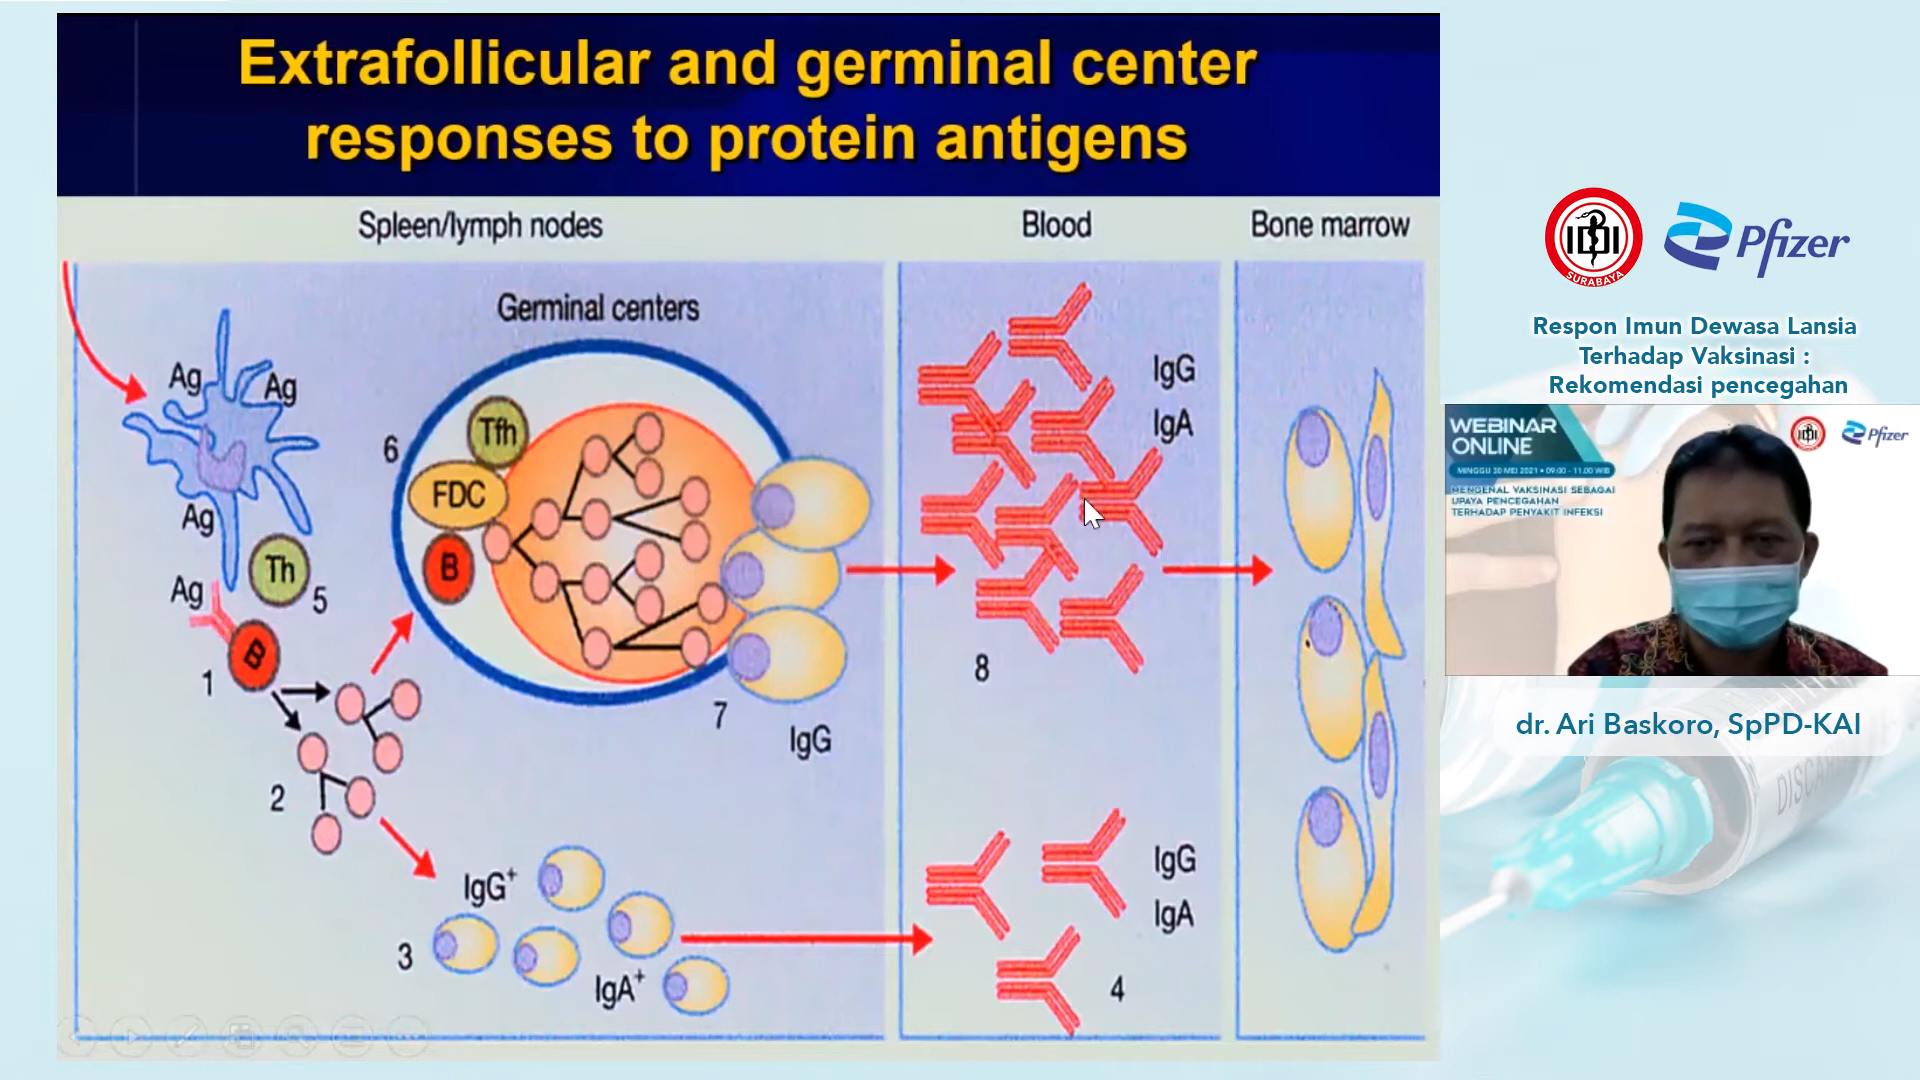 Extrafollicular and germinal center
responses to protein antigens
Spleen/lymph nodes
Blood
Bone marrow
Germinal centers
Ag
Ag
Ag
Ag
Th
5
B
1
2
6
Tfh
FDC
B
7
IgG
IgG
IgA
8
IgG+
3
IgA+
IgG
IgA
4
IDI
SURABAYA
Pfizer
Respon Imun Dewasa Lansia
Terhadap Vaksinasi :
Rekomendasi pencegahan
WEBINAR
ONLINE
MINGGU 30 MEI 2021 • 09.00 - 11.00 WIB
MENGENAL VAKSINASI SEBAGAI
UPAYA PENCEGAHAN
TERHADAP PENYAKIT INFEKSI
IDI
Pfizer
dr. Ari Baskoro, SpPD-KAI